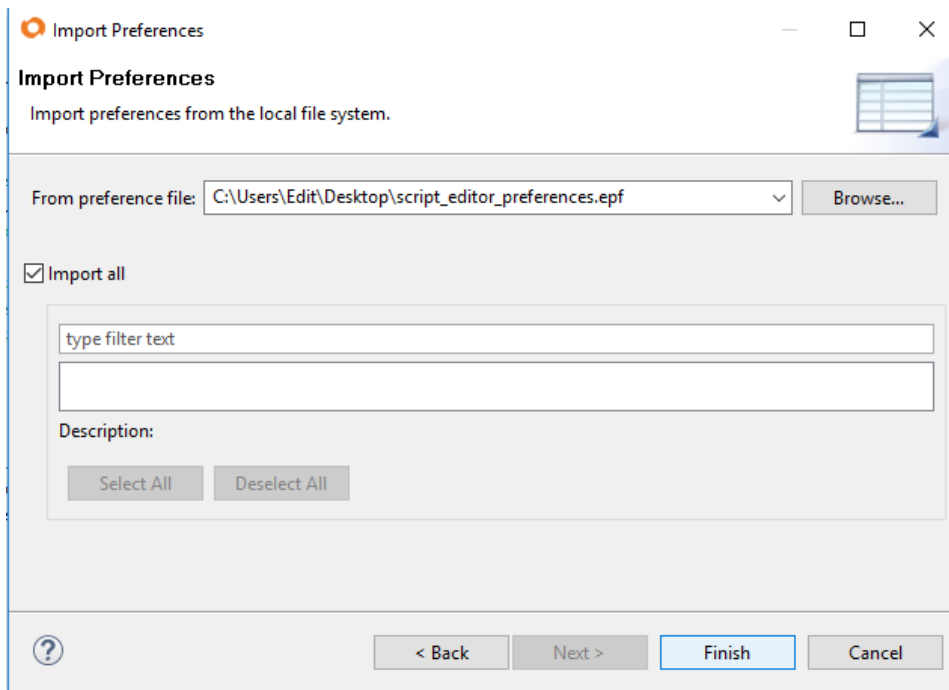 Import Preferences
Import Preferences
Import preferences from the local file system.
From preference file: C:\Users\Edit\Desktop\script_editor_preferences.epf Browse...
Import all
type filter text
Description:
Select All Deselect All
? < Back Next > Finish Cancel